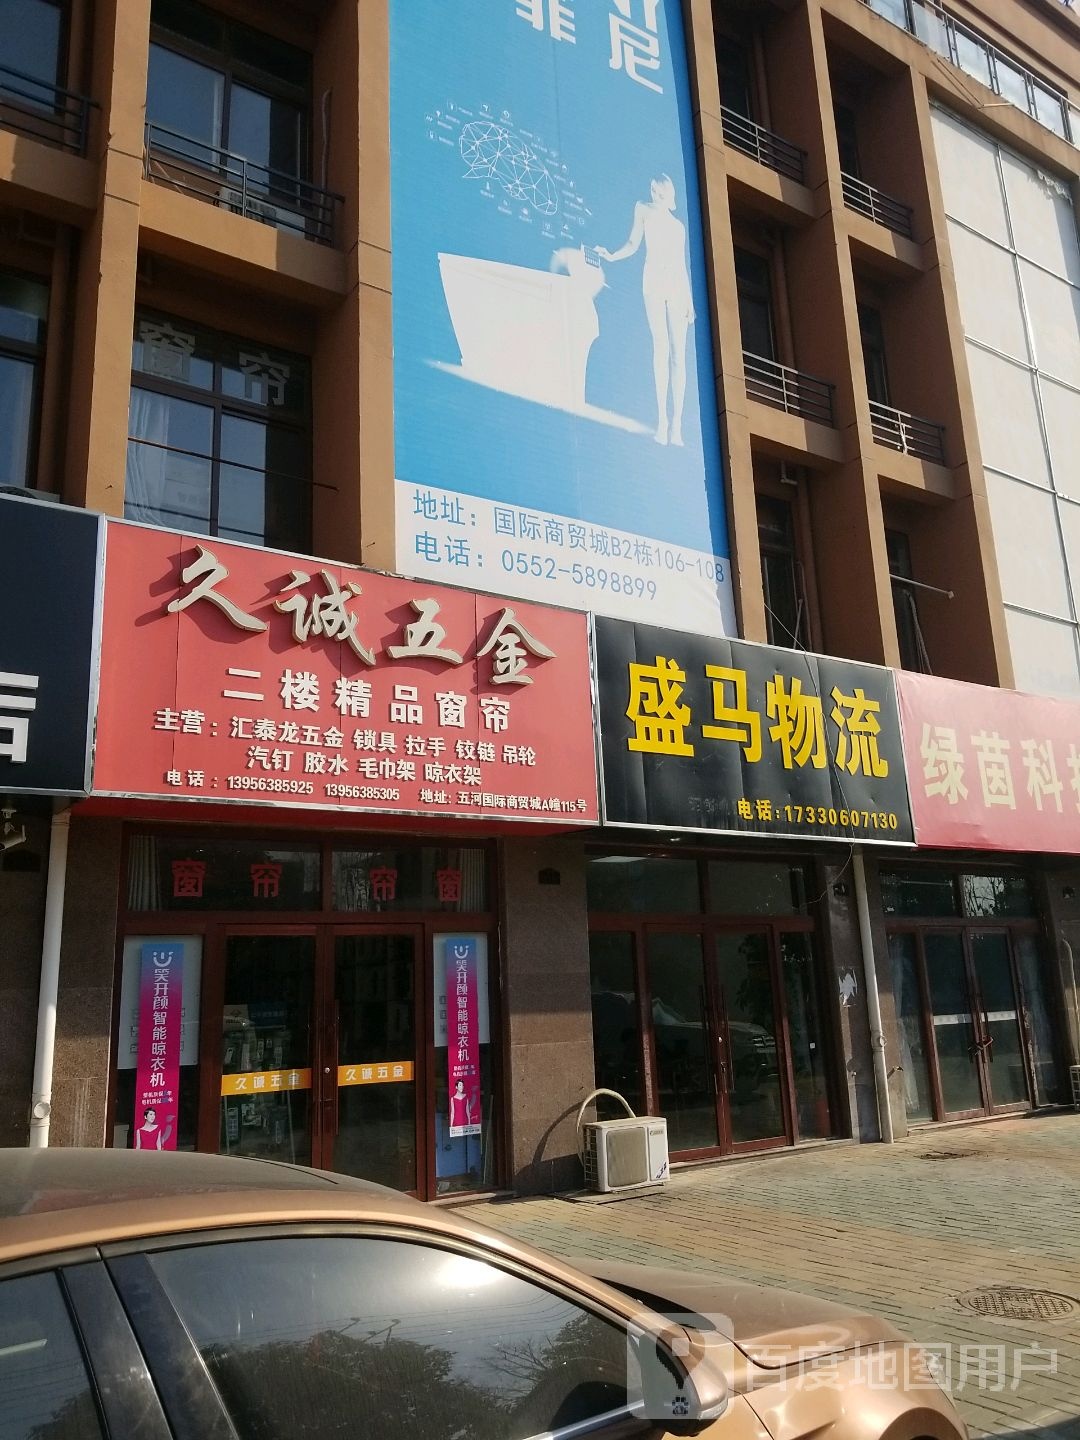 菲尼
窗帘
地址：国际商贸城B2栋106-108
电话：0552-5898899
久诚五金
二楼精品窗帘
主营：汇泰龙五金 锁具 拉手 铰链 吊轮
汽钉 胶水 毛巾架 晾衣架
电话：13956385925 13956385305 地址：五河国际商贸城A幢115号
盛马物流
电话:17330607130
绿茵科技
窗帘 帘窗
笑开颜智能晾衣机
笑开颜智能晾衣机
久诚五金
久诚五金
百度地图用户